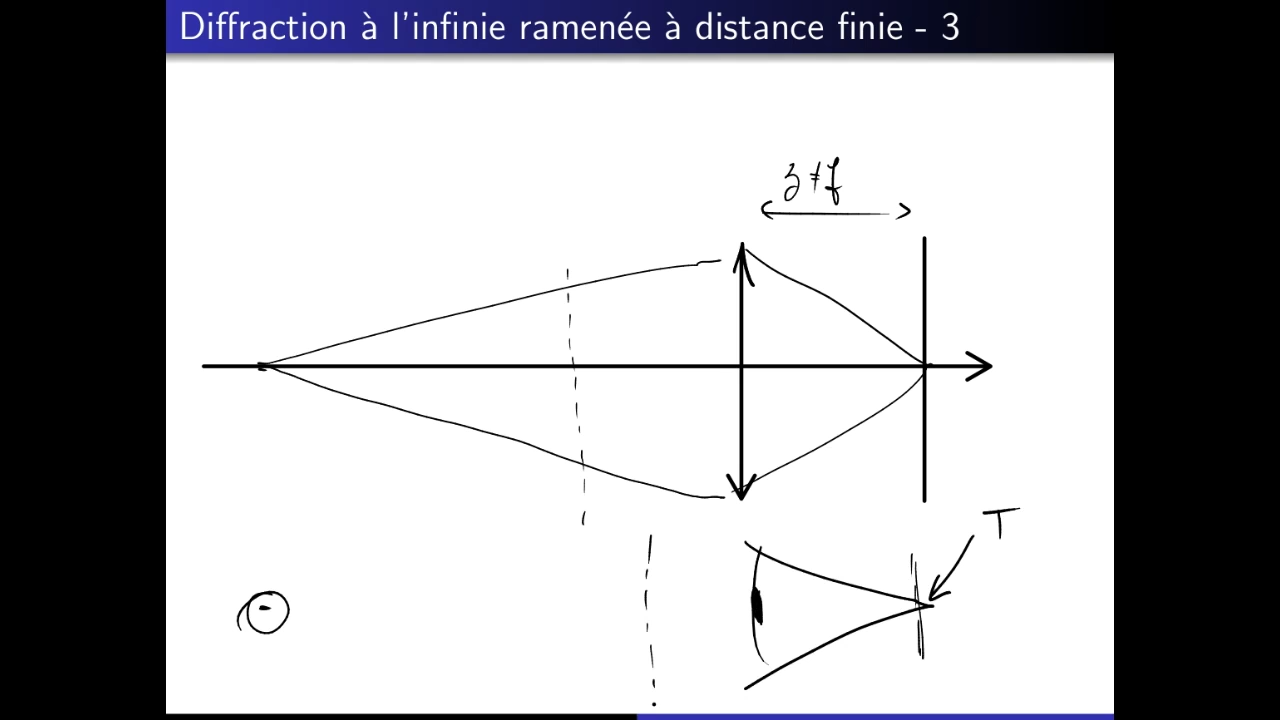 Diffraction à l'infinie ramenée à distance finie - 3
z ≠ f
T